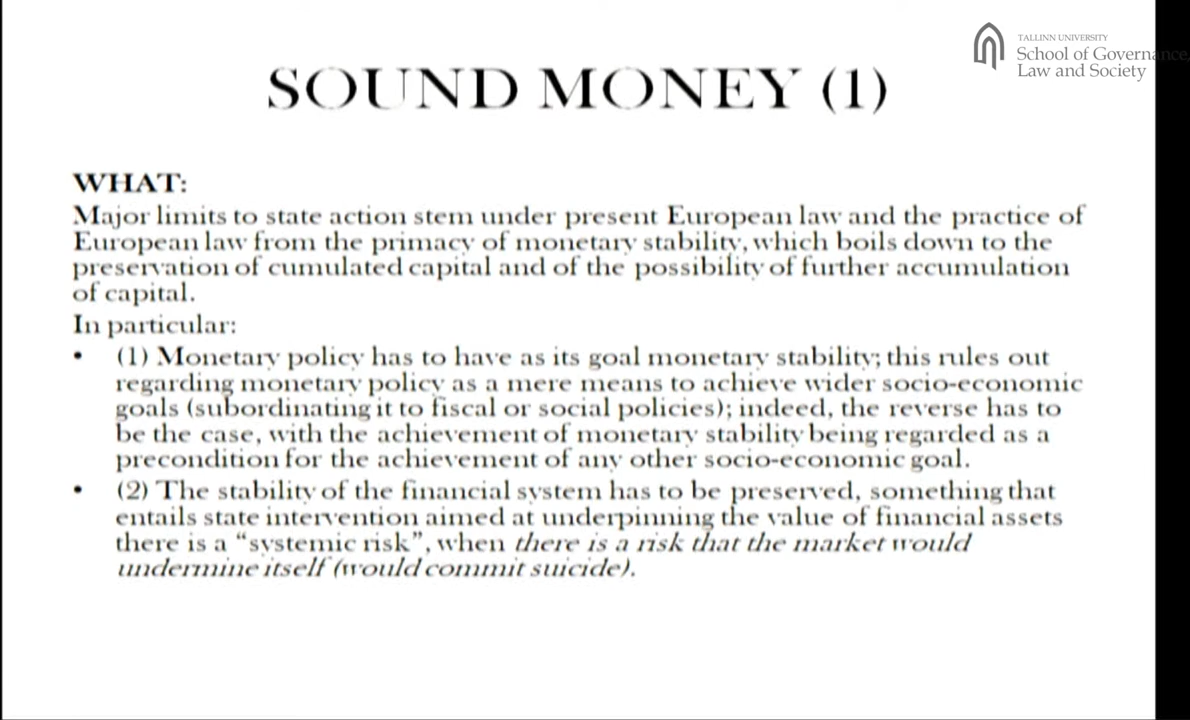 TALLINN UNIVERSITY
School of Governance,
Law and Society
SOUND MONEY (1)
WHAT:
Major limits to state action stem under present European law and the practice of
European law from the primacy of monetary stability, which boils down to the
preservation of cumulated capital and of the possibility of further accumulation
of capital.
In particular:
• (1) Monetary policy has to have as its goal monetary stability; this rules out
regarding monetary policy as a mere means to achieve wider socio-economic
goals (subordinating it to fiscal or social policies); indeed, the reverse has to
be the case, with the achievement of monetary stability being regarded as a
precondition for the achievement of any other socio-economic goal.
• (2) The stability of the financial system has to be preserved, something that
entails state intervention aimed at underpinning the value of financial assets
there is a “systemic risk”, when there is a risk that the market would
undermine itself (would commit suicide).